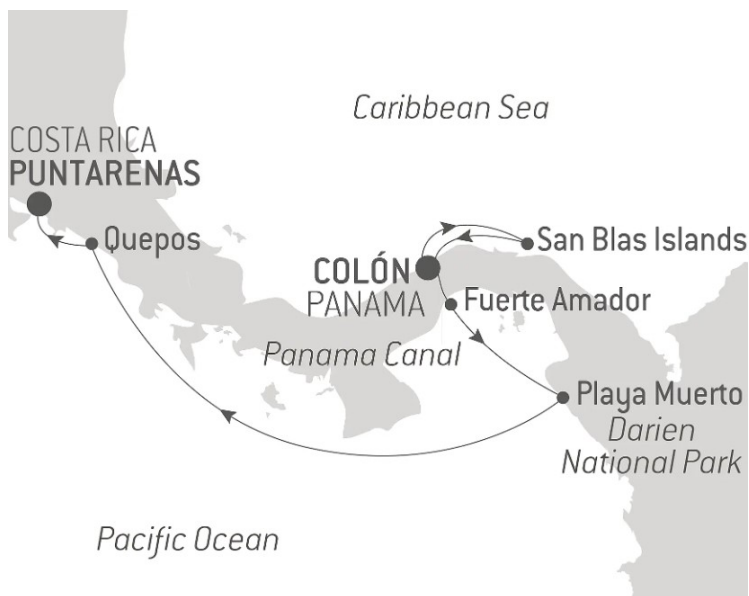 Caribbean Sea
COSTA RICA
PUNTARENAS
Quepos
San Blas Islands
COLÓN
PANAMA
Fuerte Amador
Panama Canal
Playa Muerto
Darien
National Park
Pacific Ocean